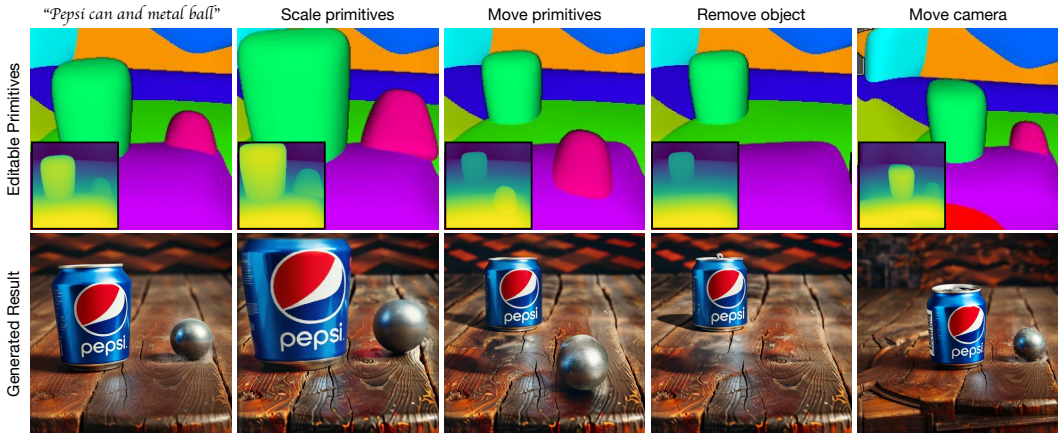 “Pepsi can and metal ball”
Scale primitives
Move primitives
Remove object
Move camera
Editable Primitives
Generated Result
pepsi.
pepsi.
pepsi
pepsi
pepsi